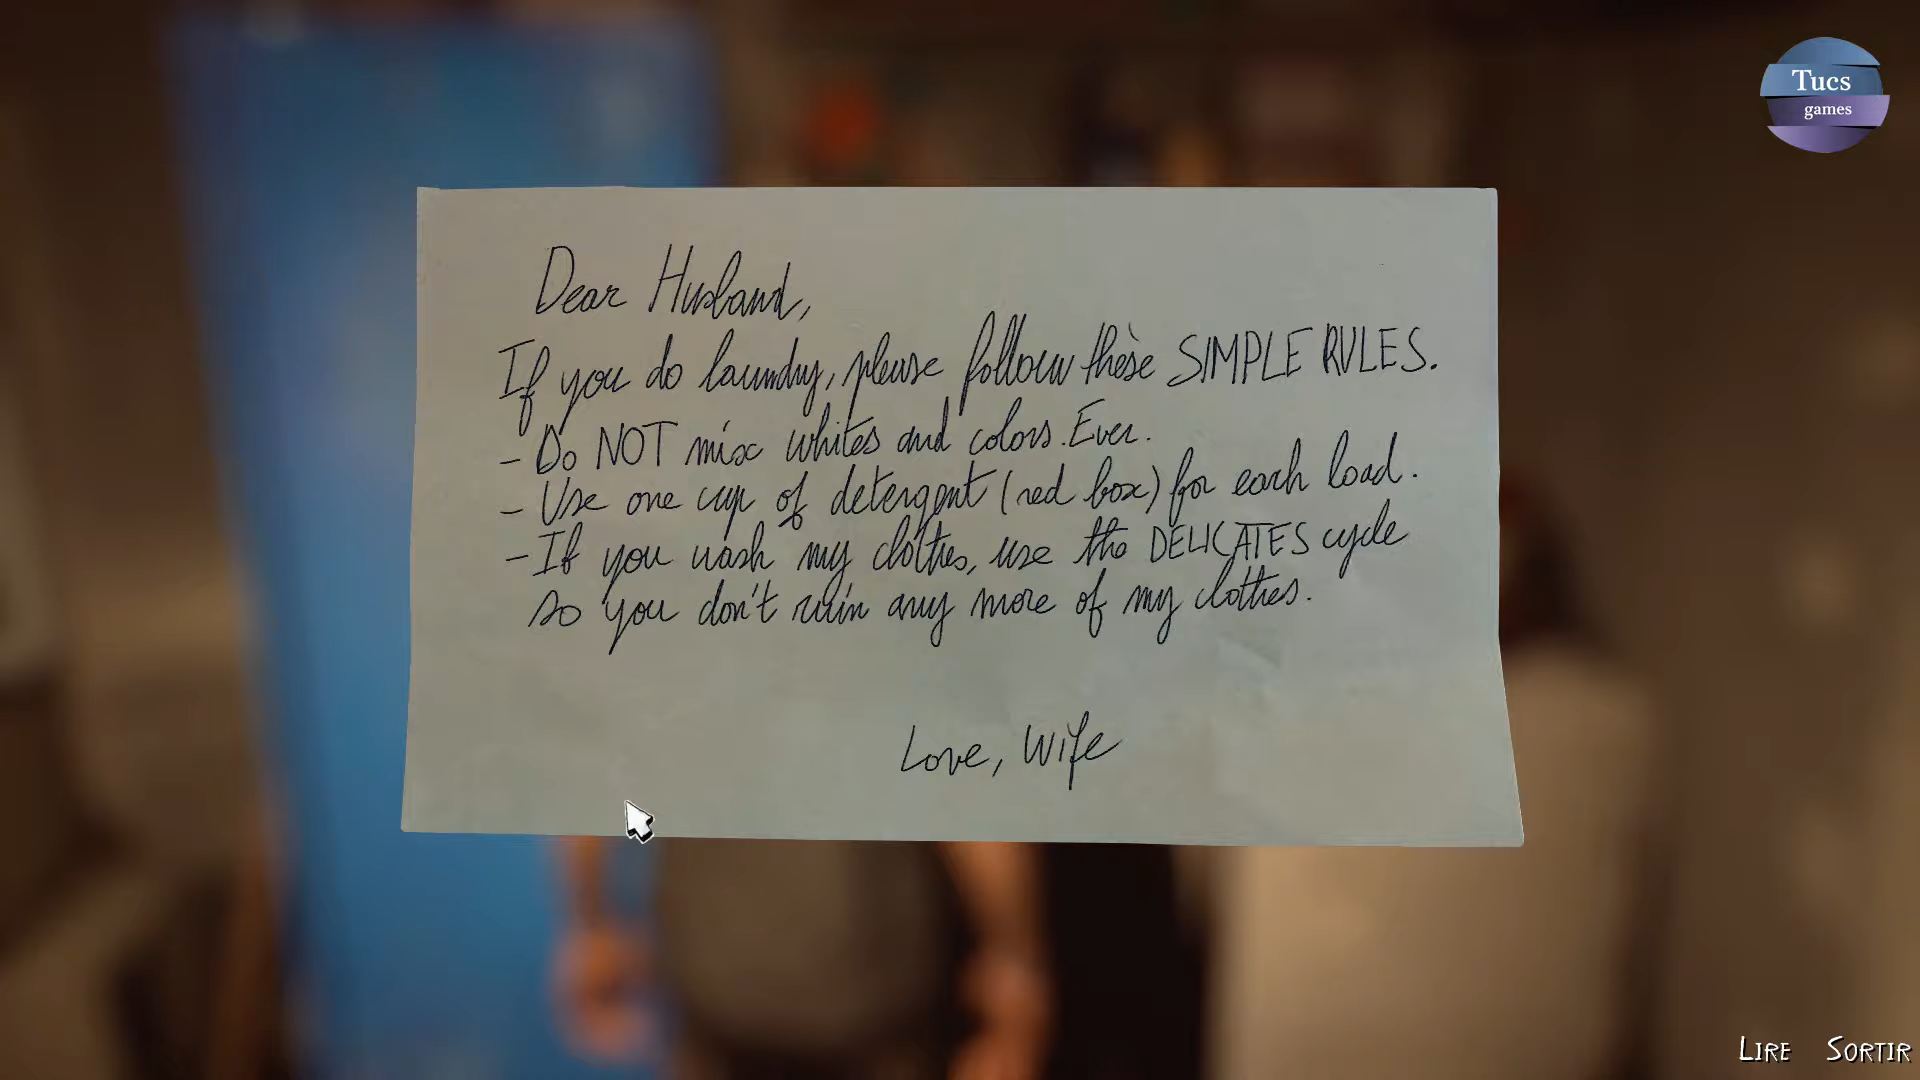 Tucs
games
Dear Husband,
If you do laundry, please follow these SIMPLE RULES.
- Do NOT mix whites and colors. Ever.
- Use one cup of detergent (red box) for each load.
- If you wash my clothes, use the DELICATES cycle
so you don't ruin any more of my clothes.
Love, Wife
LIRE SORTIR